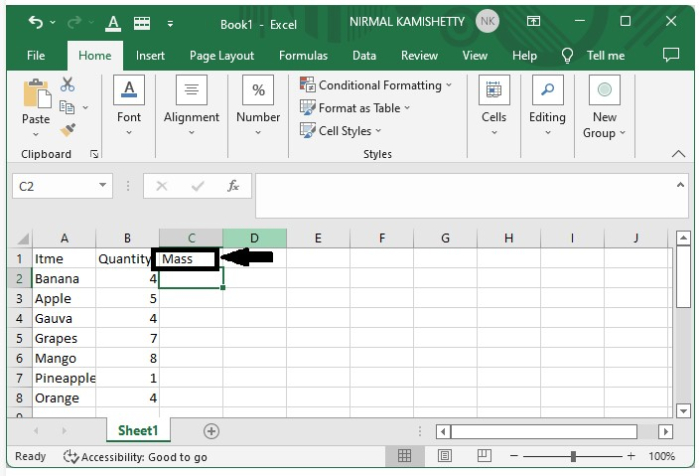 A Book1 - Excel NIRMAL KAMISHETTY NK
File Home Insert Page Layout Formulas Data Review View Help Tell me
Paste
Clipboard
A
Font
Alignment
%
Number
Conditional Formatting
Format as Table
Cell Styles
Styles
Cells
Editing
New
Group
C2 fx
A B C D E F G H I J
1 Itme Quantity Mass
2 Banana 4
3 Apple 5
4 Gauva 4
5 Grapes 7
6 Mango 8
7 Pineapple 1
8 Orange 4
Sheet1
Ready Accessibility: Good to go 100%